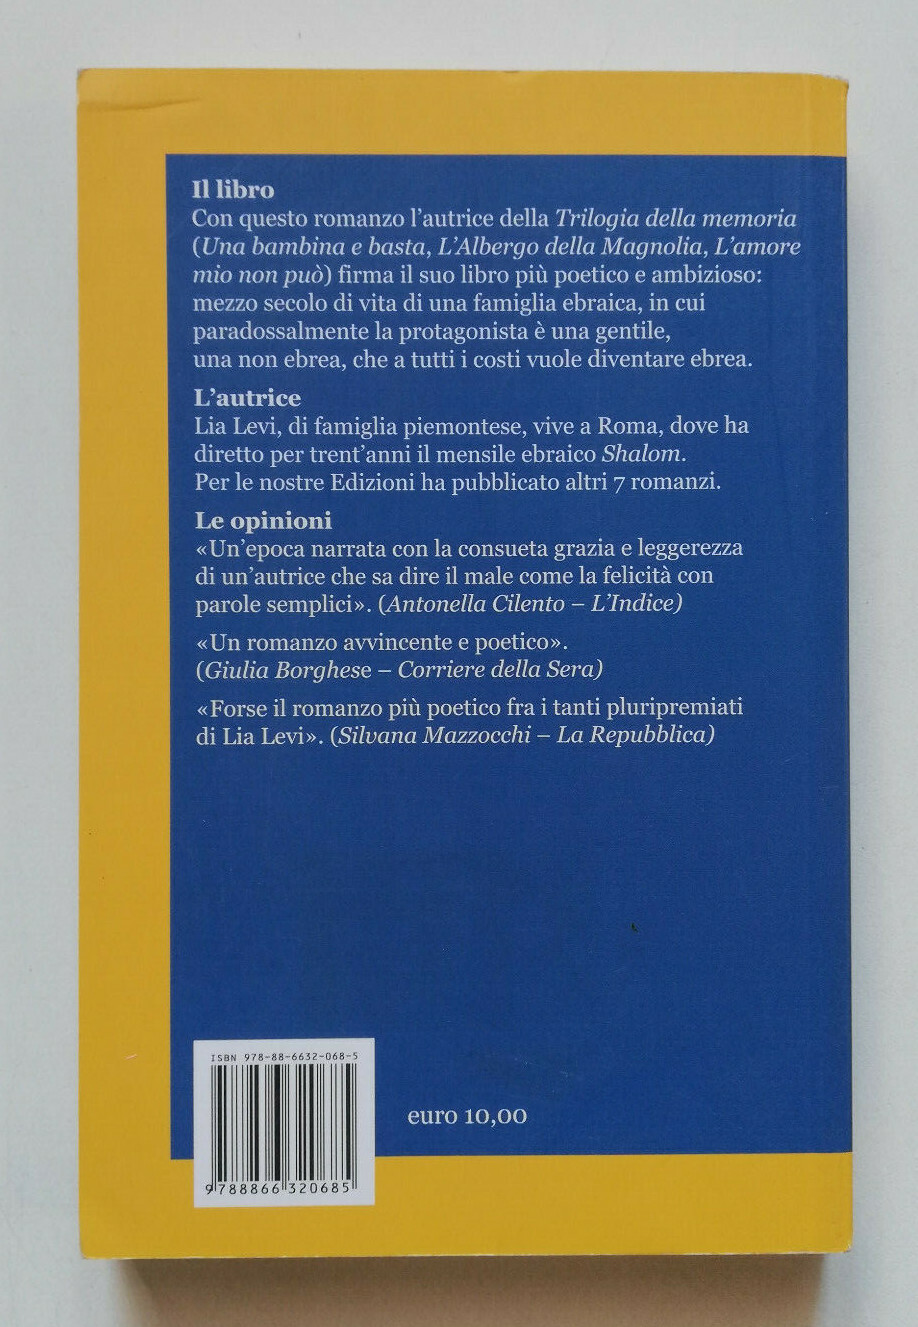 Il libro
Con questo romanzo l'autrice della Trilogia della memoria
(Una bambina e basta, L'Albergo della Magnolia, L'amore
mio non può) firma il suo libro più poetico e ambizioso:
mezzo secolo di vita di una famiglia ebraica, in cui
paradossalmente la protagonista è una gentile,
una non ebrea, che a tutti i costi vuole diventare ebrea.
L'autrice
Lia Levi, di famiglia piemontese, vive a Roma, dove ha
diretto per trent'anni il mensile ebraico Shalom.
Per le nostre Edizioni ha pubblicato altri 7 romanzi.
Le opinioni
«Un'epoca narrata con la consueta grazia e leggerezza
di un'autrice che sa dire il male come la felicità con
parole semplici». (Antonella Cilento – L'Indice)
«Un romanzo avvincente e poetico».
(Giulia Borghese – Corriere della Sera)
«Forse il romanzo più poetico fra i tanti pluripremiati
di Lia Levi». (Silvana Mazzocchi – La Repubblica)
ISBN 978-88-6632-068-5
9 788866 320685
euro 10,00